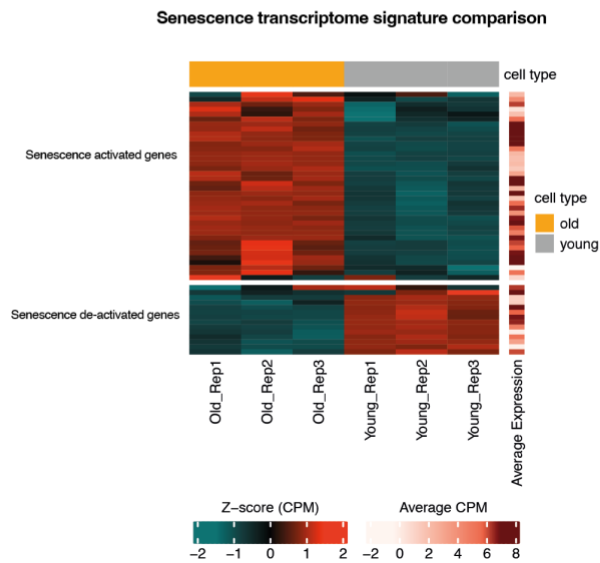 Senescence transcriptome signature comparison
cell type
Senescence activated genes
cell type
old
young
Senescence de-activated genes
Old_Rep1
Old_Rep2
Old_Rep3
Young_Rep1
Young_Rep2
Young_Rep3
Average Expression
Z−score (CPM)
Average CPM
−2 −1 0 1 2
−2 0 2 4 6 8